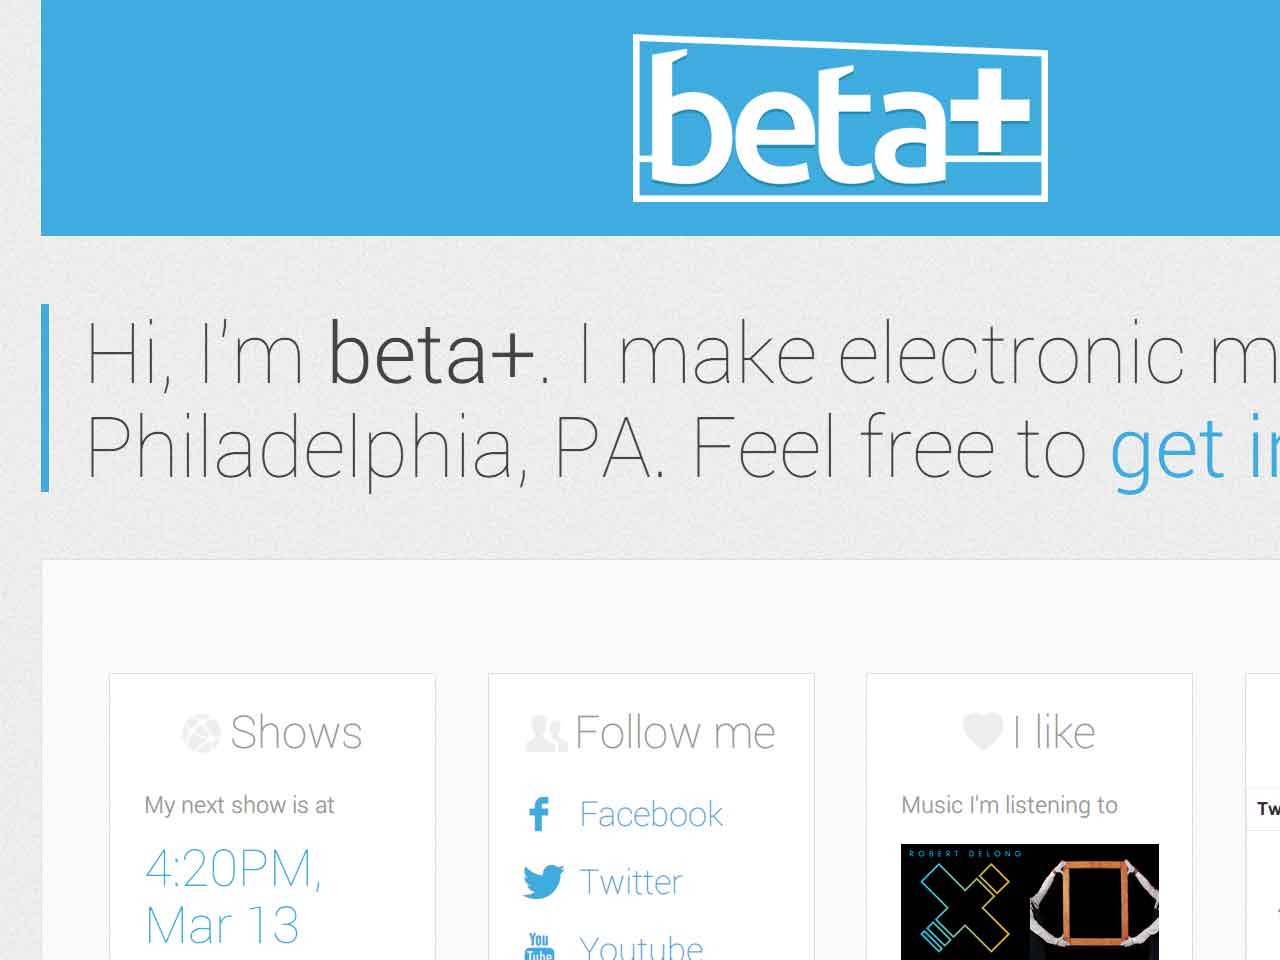 beta+
Hi, I'm beta+. I make electronic
Philadelphia, PA. Feel free to get
Shows
My next show is at
4:20PM,
Mar 13
Follow me
Facebook
Twitter
You
Tube
Youtube
I like
Music I'm listening to
ROBERT DELONG
Tw